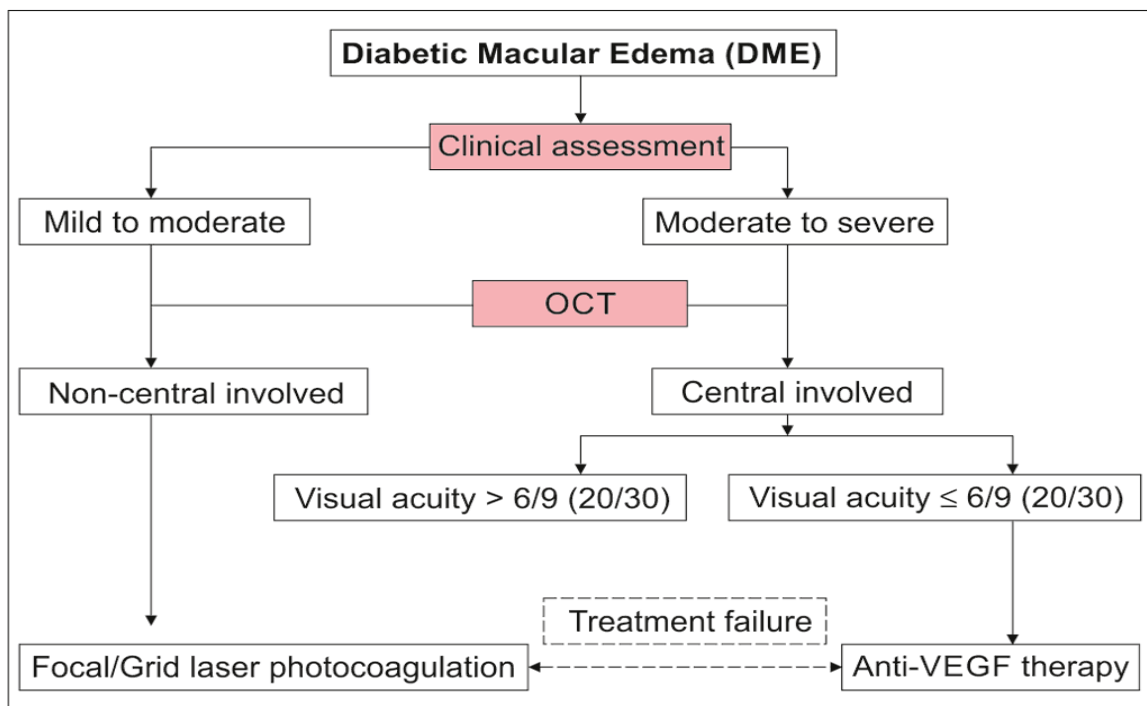 Diabetic Macular Edema (DME)
Clinical assessment
Mild to moderate
Moderate to severe
OCT
Non-central involved
Central involved
Visual acuity > 6/9 (20/30)
Visual acuity ≤ 6/9 (20/30)
Treatment failure
Focal/Grid laser photocoagulation
Anti-VEGF therapy